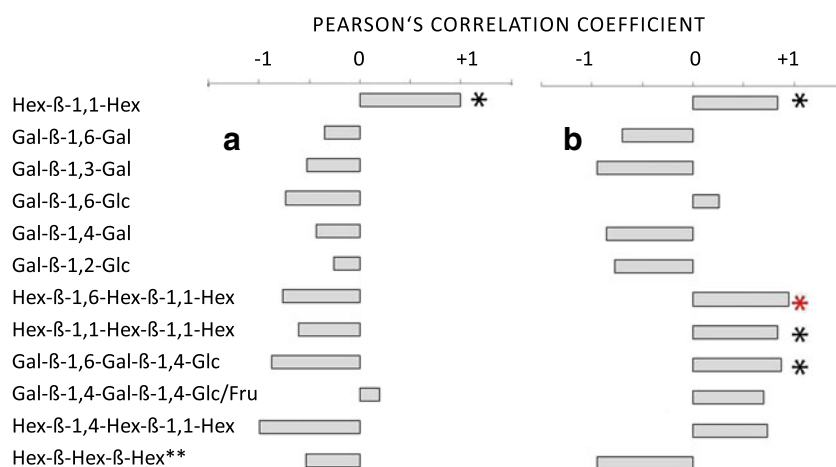 PEARSON‘S CORRELATION COEFFICIENT
-1 0 +1 -1 0 +1
Hex-ß-1,1-Hex * *
Gal-ß-1,6-Gal
a b
Gal-ß-1,3-Gal
Gal-ß-1,6-Glc
Gal-ß-1,4-Gal
Gal-ß-1,2-Glc
Hex-ß-1,6-Hex-ß-1,1-Hex *
Hex-ß-1,1-Hex-ß-1,1-Hex *
Gal-ß-1,6-Gal-ß-1,4-Glc *
Gal-ß-1,4-Gal-ß-1,4-Glc/Fru
Hex-ß-1,4-Hex-ß-1,1-Hex
Hex-ß-Hex-ß-Hex**